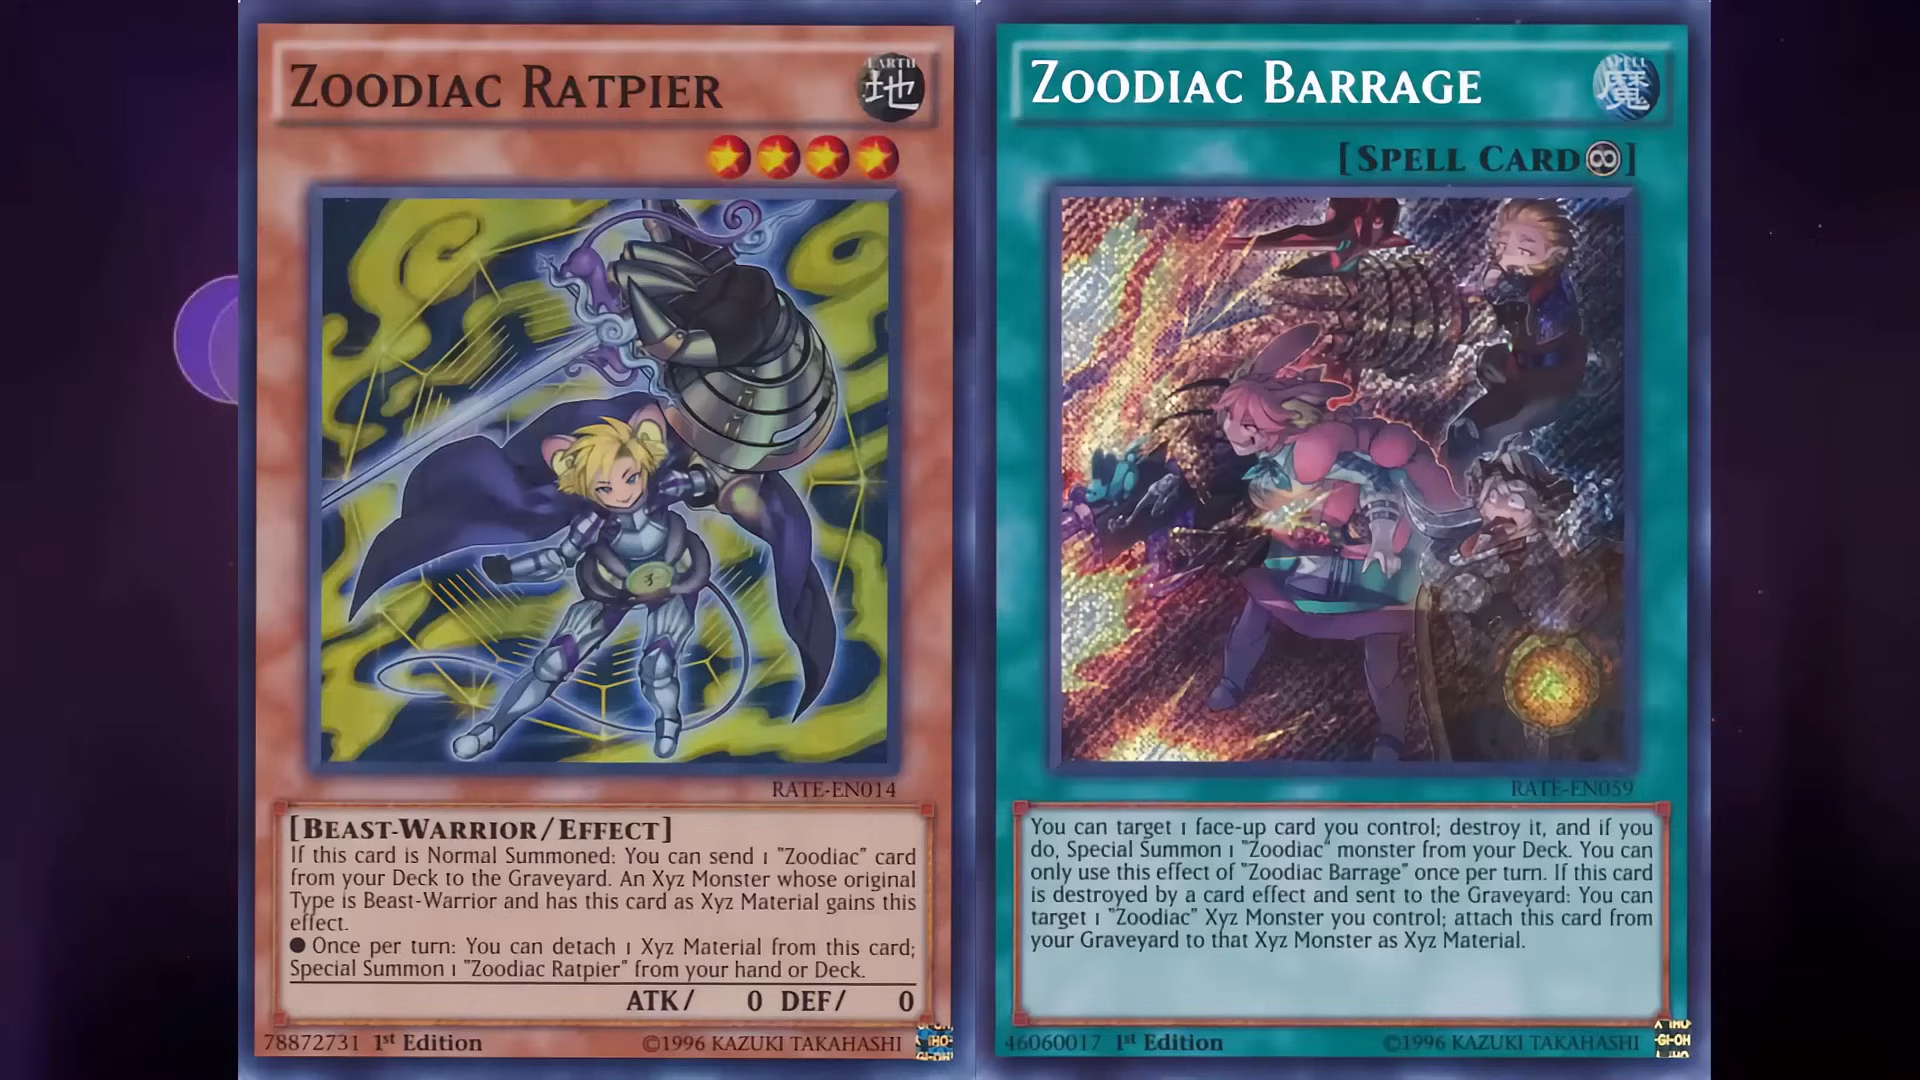 ZOODIAC RATPIER
EARTH
地
RATE-EN014
[BEAST-WARRIOR/EFFECT]
If this card is Normal Summoned: You can send 1 "Zoodiac" card
from your Deck to the Graveyard. An Xyz Monster whose original
Type is Beast-Warrior and has this card as Xyz Material gains this
effect.
● Once per turn: You can detach 1 Xyz Material from this card;
Special Summon 1 "Zoodiac Ratpier" from your hand or Deck.
ATK/ 0 DEF/ 0
78872731 1st Edition ©1996 KAZUKI TAKAHASHI
ZOODIAC BARRAGE
SPELL
魔
[SPELL CARD∞]
RATE-EN059
You can target 1 face-up card you control; destroy it, and if you
do, Special Summon 1 "Zoodiac" monster from your Deck. You can
only use this effect of "Zoodiac Barrage" once per turn. If this card
is destroyed by a card effect and sent to the Graveyard: You can
target 1 "Zoodiac" Xyz Monster you control; attach this card from
your Graveyard to that Xyz Monster as Xyz Material.
46060017 1st Edition ©1996 KAZUKI TAKAHASHI